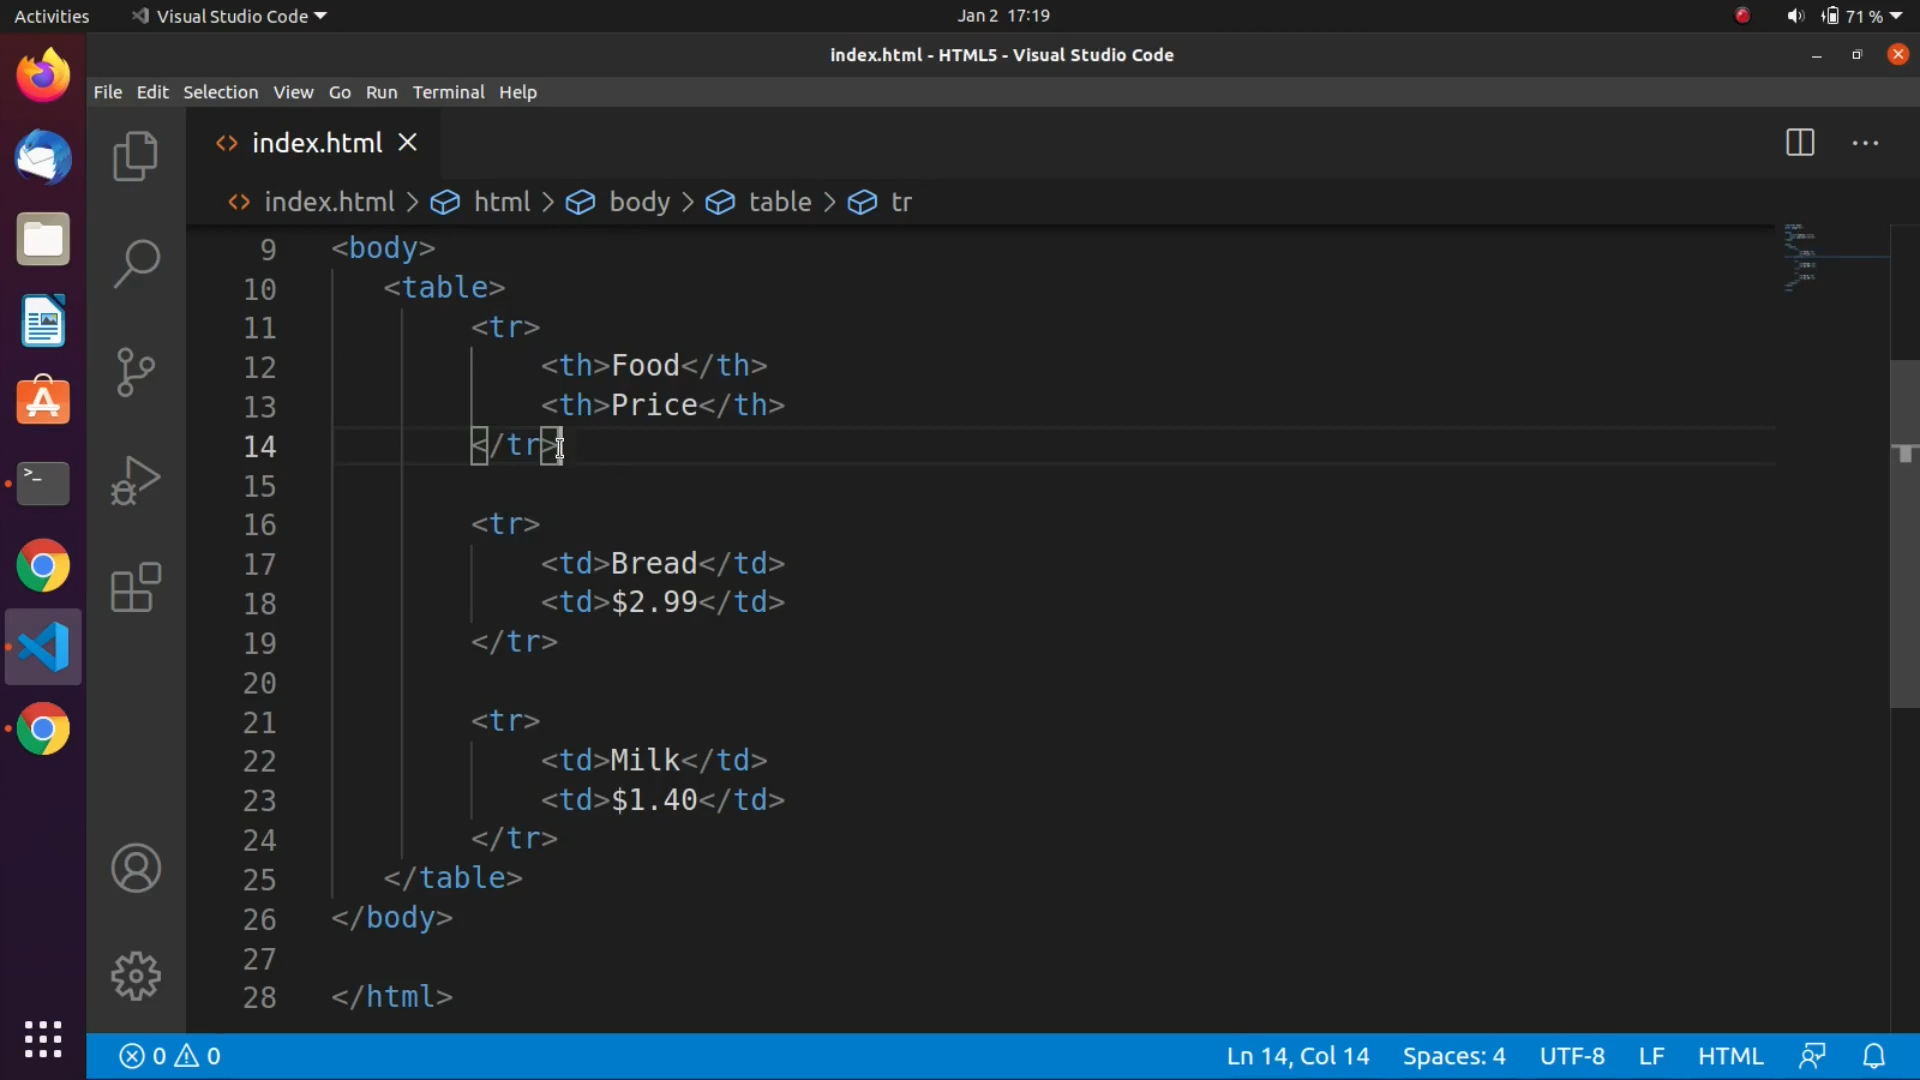 Activities Visual Studio Code Jan 2 17:19 71 %
index.html - HTML5 - Visual Studio Code
File Edit Selection View Go Run Terminal Help
index.html
index.html > html > body > table > tr
9 <body>
10 <table>
11 <tr>
12 <th>Food</th>
13 <th>Price</th>
14 </tr>
15
16 <tr>
17 <td>Bread</td>
18 <td>$2.99</td>
19 </tr>
20
21 <tr>
22 <td>Milk</td>
23 <td>$1.40</td>
24 </tr>
25 </table>
26 </body>
27
28 </html>
0 0 Ln 14, Col 14 Spaces: 4 UTF-8 LF HTML